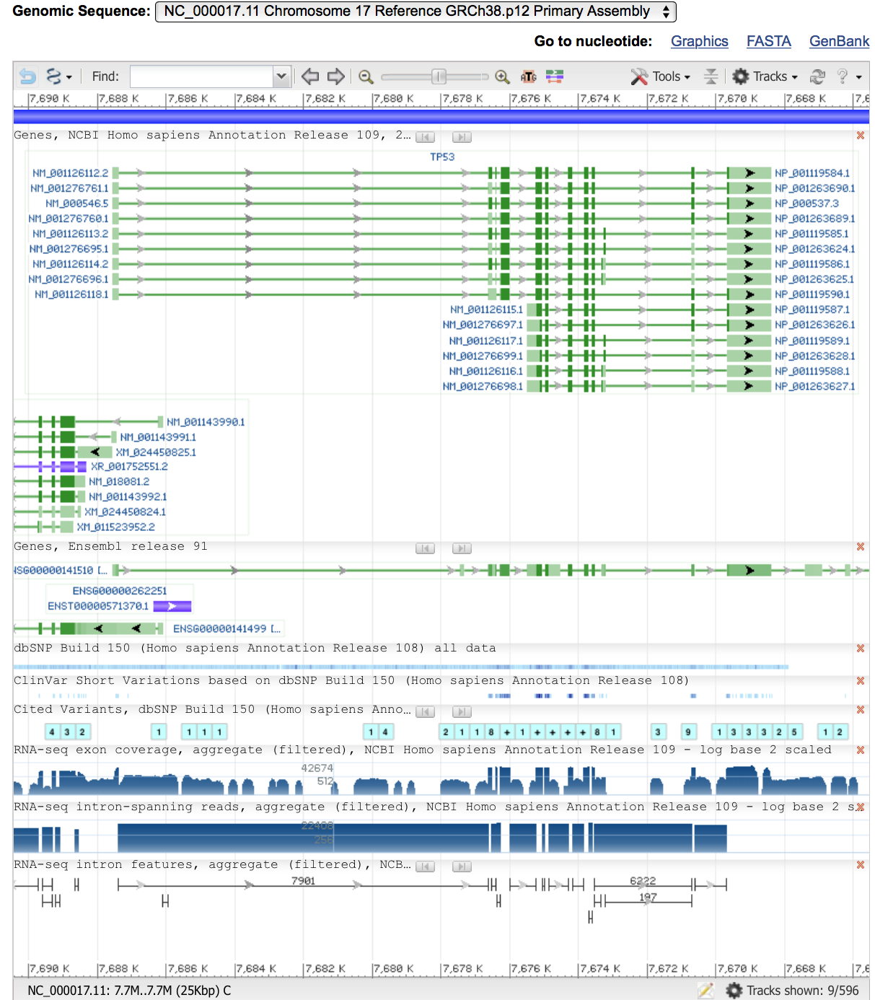 Genomic Sequence: NC_000017.11 Chromosome 17 Reference GRCh38.p12 Primary Assembly
Go to nucleotide: Graphics FASTA GenBank
Find: ATG Tools Tracks ?
7,690 K 7,688 K 7,686 K 7,684 K 7,682 K 7,680 K 7,678 K 7,676 K 7,674 K 7,672 K 7,670 K 7,668 K 7,6
Genes, NCBI Homo sapiens Annotation Release 109, 2…
TP53
NM_001126112.2 NP_001119584.1
NM_001276761.1 NP_001263690.1
NM_000546.5 NP_000537.3
NM_001276760.1 NP_001263689.1
NM_001126113.2 NP_001119585.1
NM_001276695.1 NP_001263624.1
NM_001126114.2 NP_001119586.1
NM_001276696.1 NP_001263625.1
NM_001126118.1 NP_001119590.1
NM_001126115.1 NP_001119587.1
NM_001276697.1 NP_001263626.1
NM_001126117.1 NP_001119589.1
NM_001276699.1 NP_001263628.1
NM_001126116.1 NP_001119588.1
NM_001276698.1 NP_001263627.1
NM_001143990.1
NM_001143991.1
XM_024450825.1
XR_001752551.2
NM_018081.2
NM_001143992.1
XM_024450824.1
XM_011523952.2
Genes, Ensembl release 91
NSG00000141510 […
ENSG00000262251
ENST00000571370.1
ENSG00000141499 […
dbSNP Build 150 (Homo sapiens Annotation Release 108) all data
ClinVar Short Variations based on dbSNP Build 150 (Homo sapiens Annotation Release 108)
Cited Variants, dbSNP Build 150 (Homo sapiens Anno…
4 3 2 1 1 1 1 1 4 2 1 1 8 + 1 + + + + 8 1 3 9 1 3 3 3 2 5 1 2
RNA-seq exon coverage, aggregate (filtered), NCBI Homo sapiens Annotation Release 109 - log base 2 scaled
42674
512
RNA-seq intron-spanning reads, aggregate (filtered), NCBI Homo sapiens Annotation Release 109 - log base 2 s…
22408
256
RNA-seq intron features, aggregate (filtered), NCB…
7901 6222
197
7,690 K 7,688 K 7,686 K 7,684 K 7,682 K 7,680 K 7,678 K 7,676 K 7,674 K 7,672 K 7,670 K 7,668 K 7,6
NC_000017.11: 7.7M..7.7M (25Kbp) C Tracks shown: 9/596